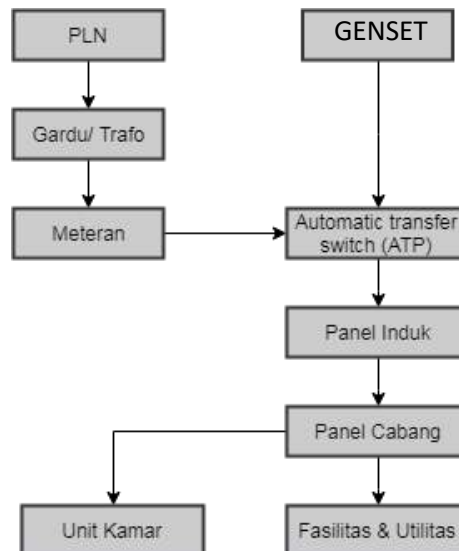 PLN
GENSET
Gardu/ Trafo
Meteran
Automatic transfer
switch (ATP)
Panel Induk
Panel Cabang
Unit Kamar
Fasilitas & Utilitas